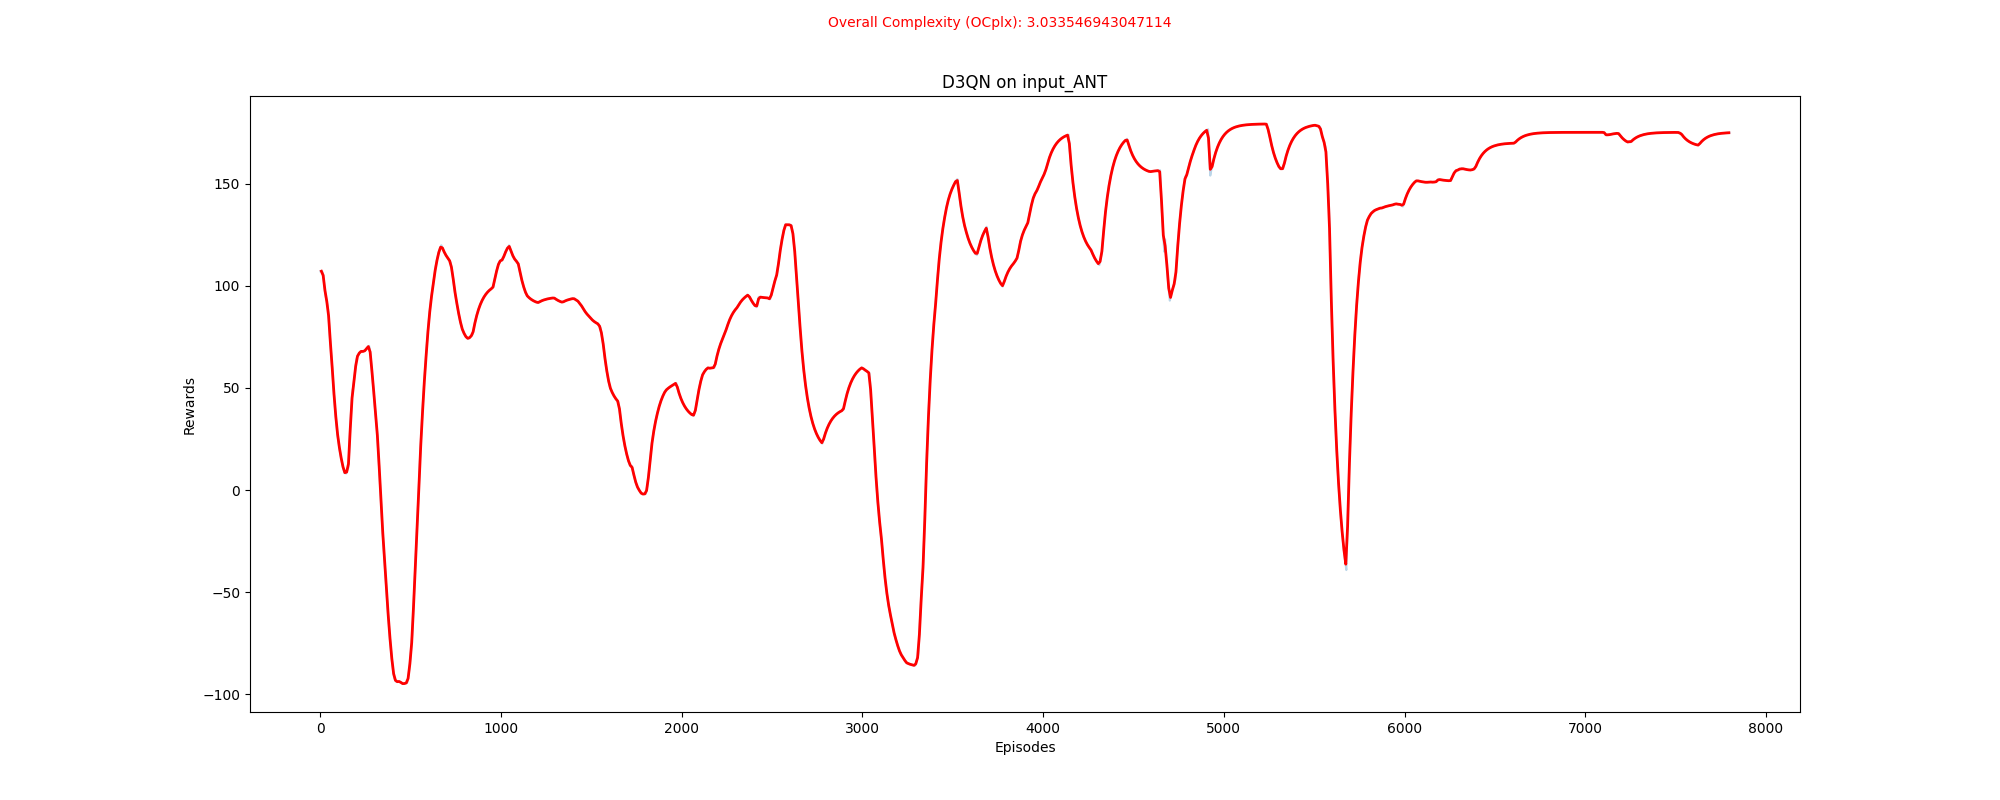 Overall Complexity (OCplx): 3.033546943047114
D3QN on input_ANT
Rewards
150
100
50
0
−50
−100
0 1000 2000 3000 4000 5000 6000 7000 8000
Episodes